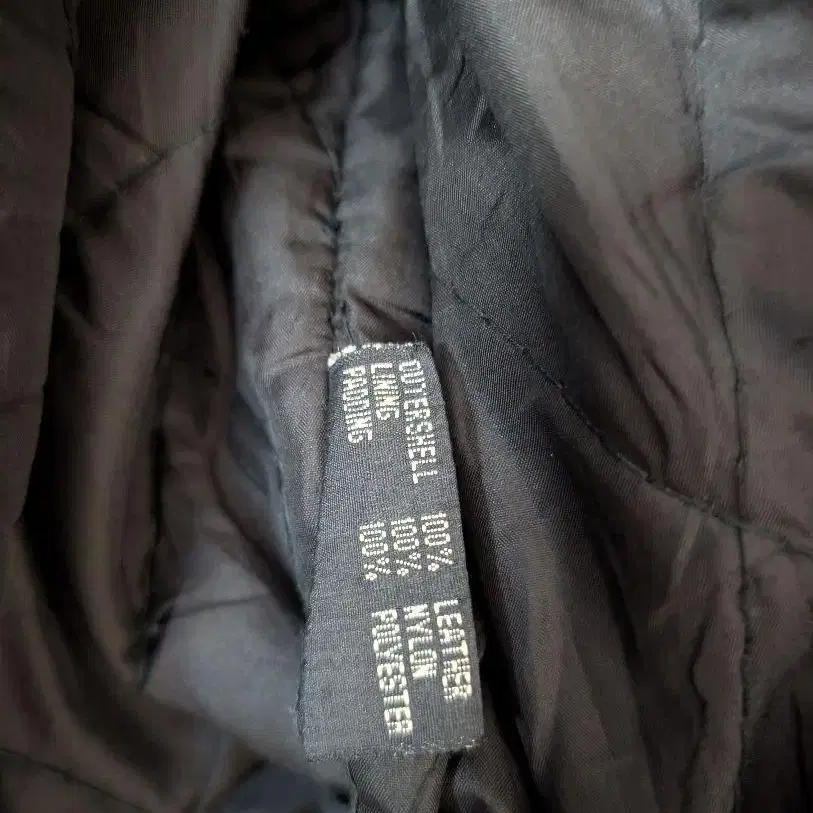 OUTERSHELL 100% LEATHER
LINING 100% NYLON
PADDING 100% POLYESTER